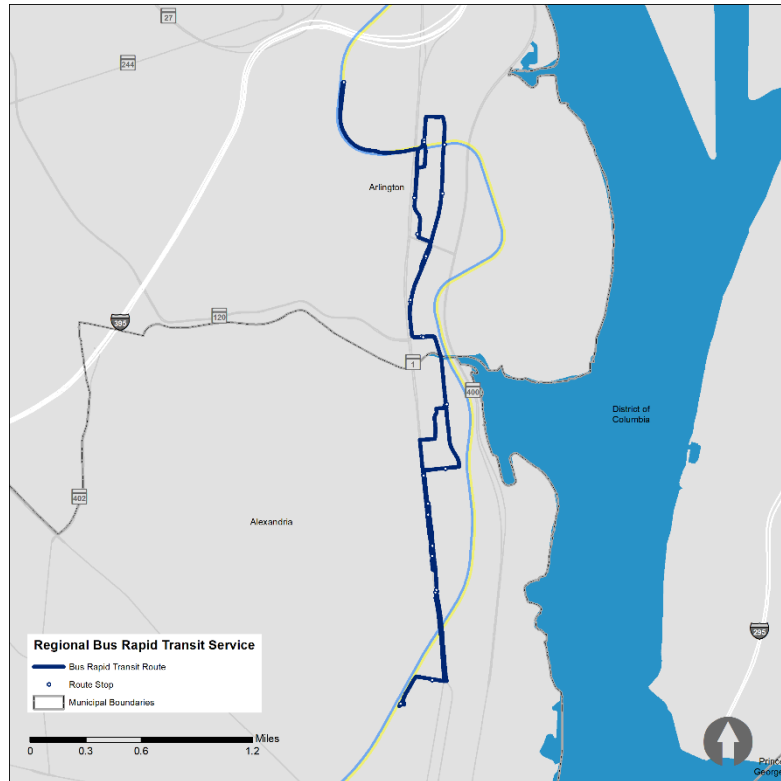 27
244
Arlington
395
120
1
400
District of
Columbia
402
Alexandria
295
Regional Bus Rapid Transit Service
Bus Rapid Transit Route
Route Stop
Municipal Boundaries
Miles
0 0.3 0.6 1.2
Princ
George